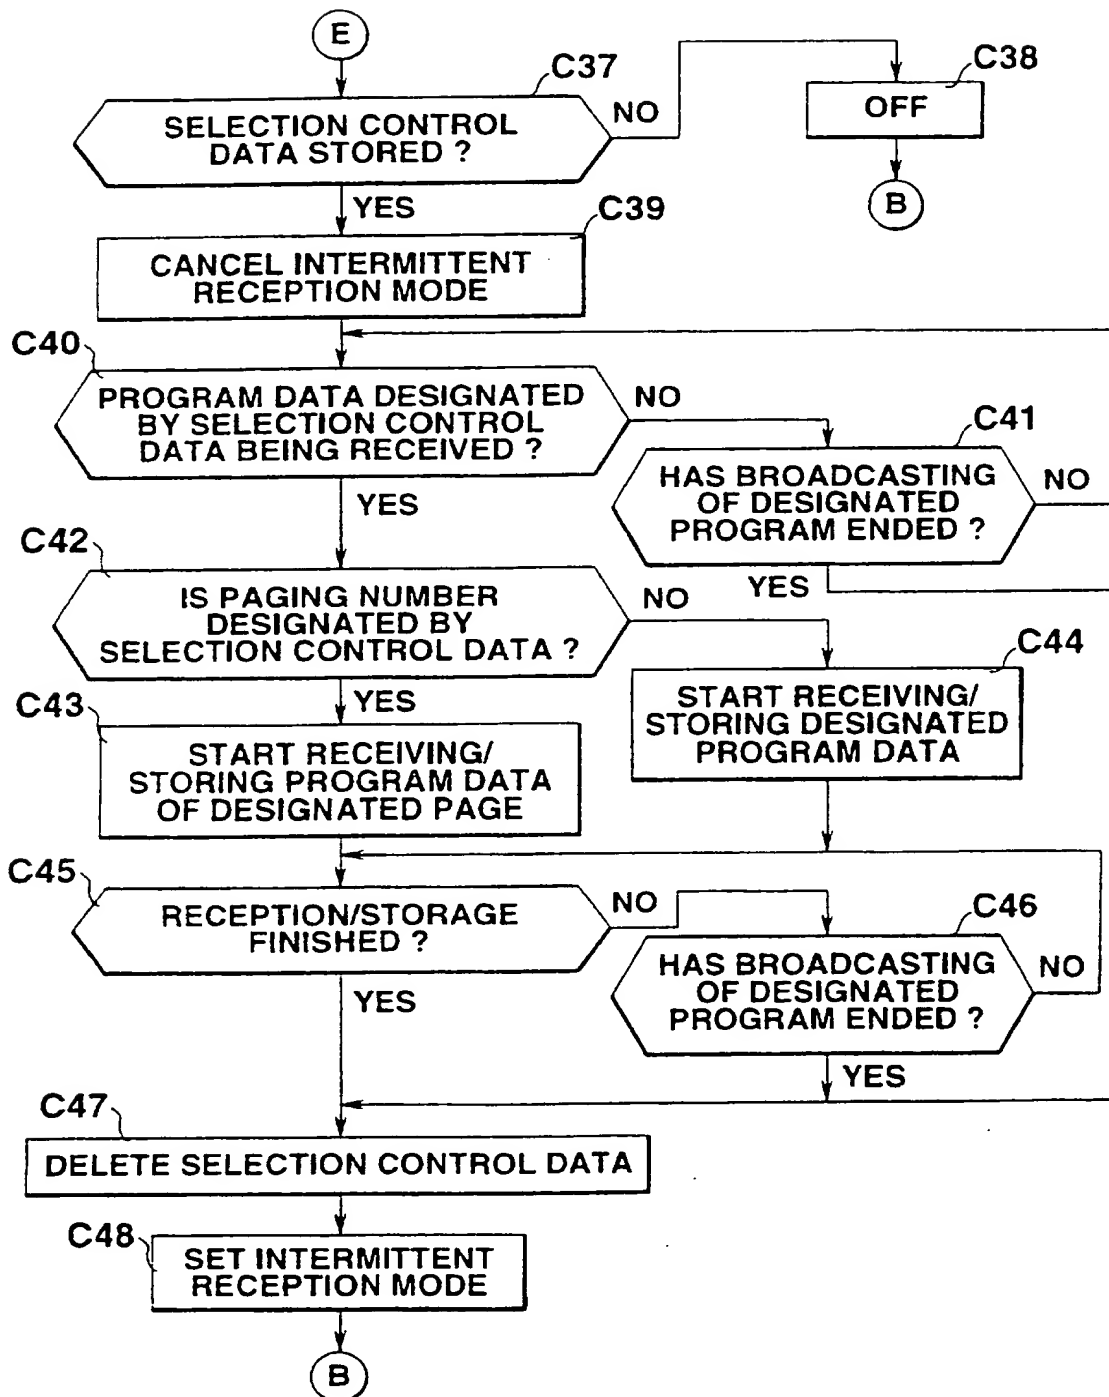 E
C37
SELECTION CONTROL
DATA STORED ?
NO
C38
OFF
B
YES
C39
CANCEL INTERMITTENT
RECEPTION MODE
C40
PROGRAM DATA DESIGNATED
BY SELECTION CONTROL
DATA BEING RECEIVED ?
NO
C41
HAS BROADCASTING
OF DESIGNATED
PROGRAM ENDED ?
NO
YES
YES
C42
IS PAGING NUMBER
DESIGNATED BY
SELECTION CONTROL DATA ?
NO
C44
START RECEIVING/
STORING DESIGNATED
PROGRAM DATA
YES
C43
START RECEIVING/
STORING PROGRAM DATA
OF DESIGNATED PAGE
C45
RECEPTION/STORAGE
FINISHED ?
NO
C46
HAS BROADCASTING
OF DESIGNATED
PROGRAM ENDED ?
NO
YES
YES
C47
DELETE SELECTION CONTROL DATA
C48
SET INTERMITTENT
RECEPTION MODE
B